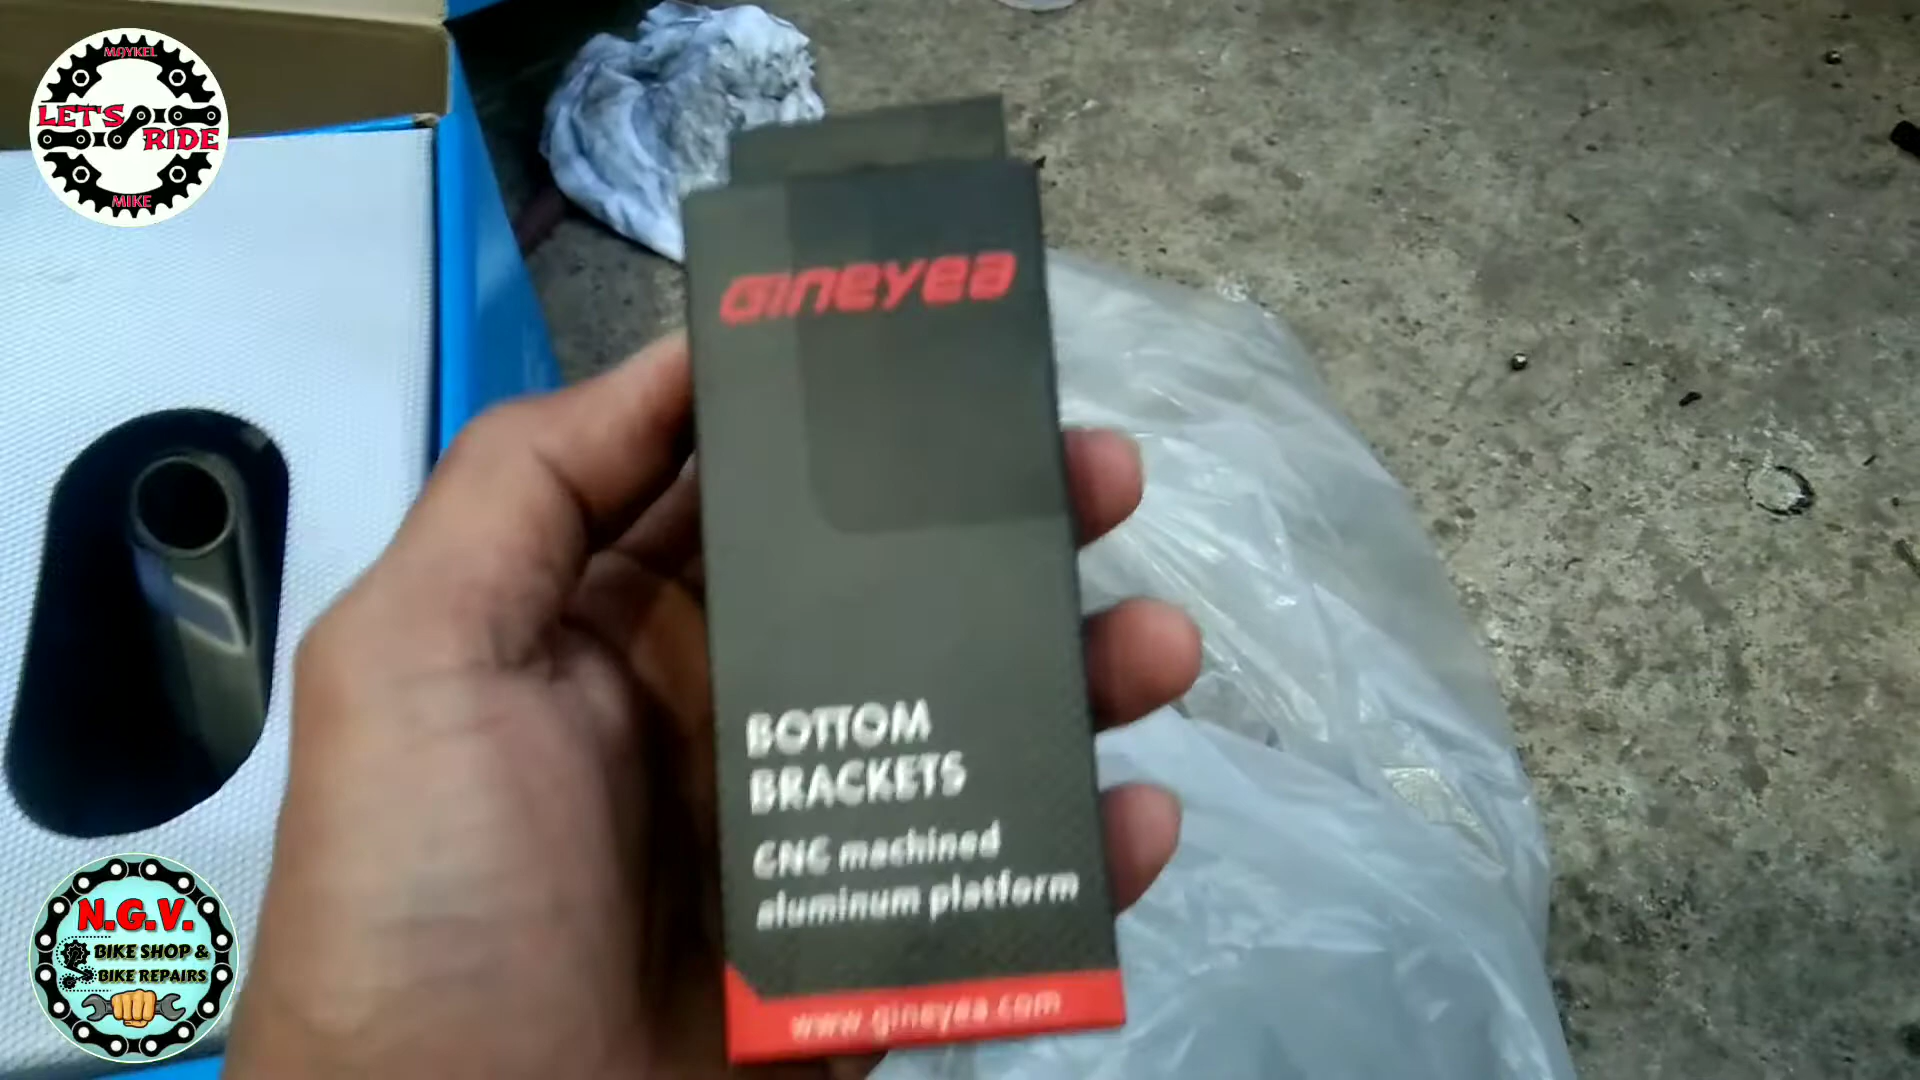 MAYKEL
LET'S
RIDE
MIKE
GINEYEA
BOTTOM
BRACKETS
CNC machined
aluminum platform
www.gineyea.com
N.G.V.
BIKE SHOP &
BIKE REPAIRS